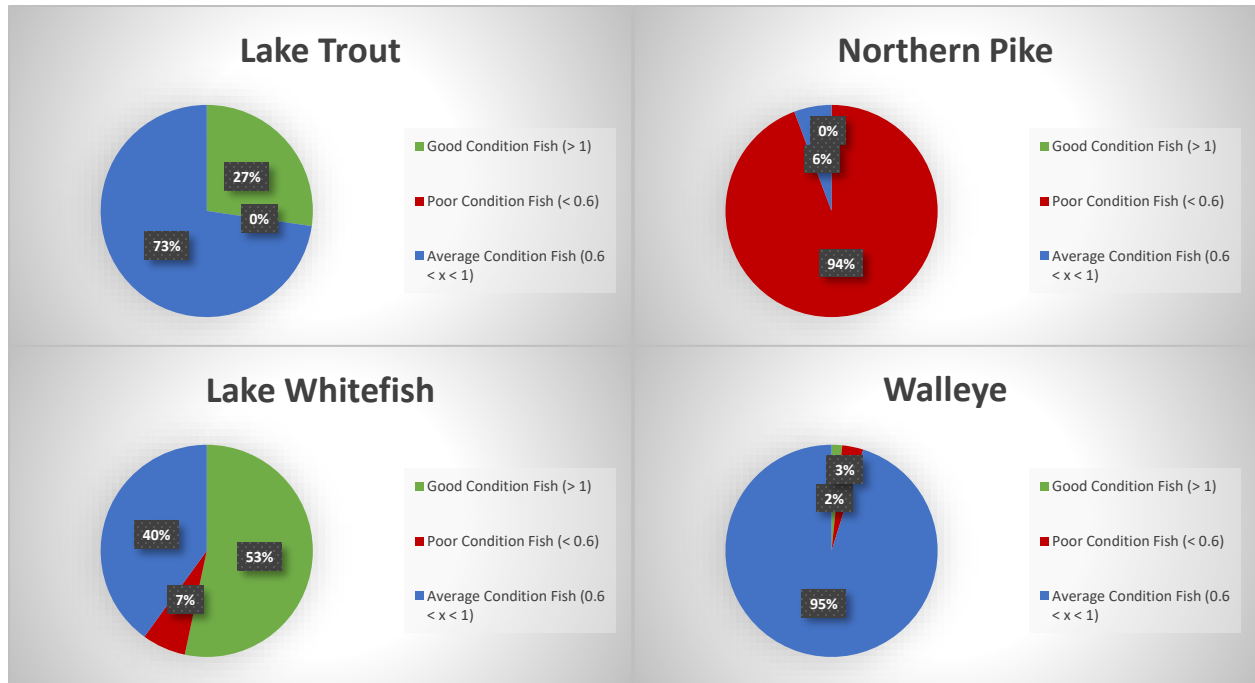 Lake Trout
27%
0%
73%
Good Condition Fish (> 1)
Poor Condition Fish (< 0.6)
Average Condition Fish (0.6
< x < 1)
Northern Pike
0%
6%
94%
Good Condition Fish (> 1)
Poor Condition Fish (< 0.6)
Average Condition Fish (0.6
< x < 1)
Lake Whitefish
40%
53%
7%
Good Condition Fish (> 1)
Poor Condition Fish (< 0.6)
Average Condition Fish (0.6
< x < 1)
Walleye
3%
2%
95%
Good Condition Fish (> 1)
Poor Condition Fish (< 0.6)
Average Condition Fish (0.6
< x < 1)